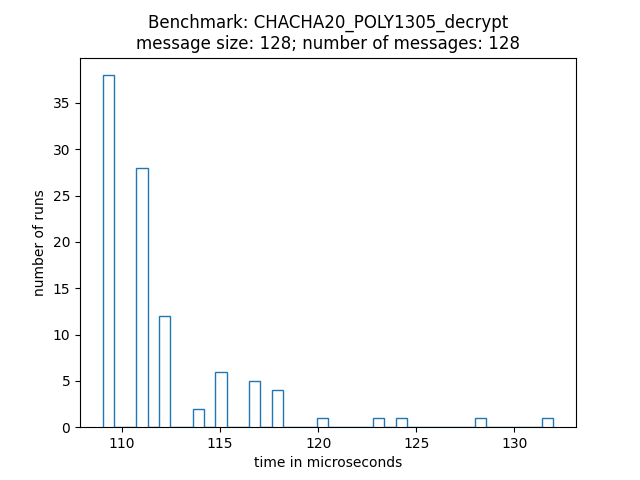 Benchmark: CHACHA20_POLY1305_decrypt
message size: 128; number of messages: 128
35
30
25
20
15
10
5
0
number of runs
110 115 120 125 130
time in microseconds